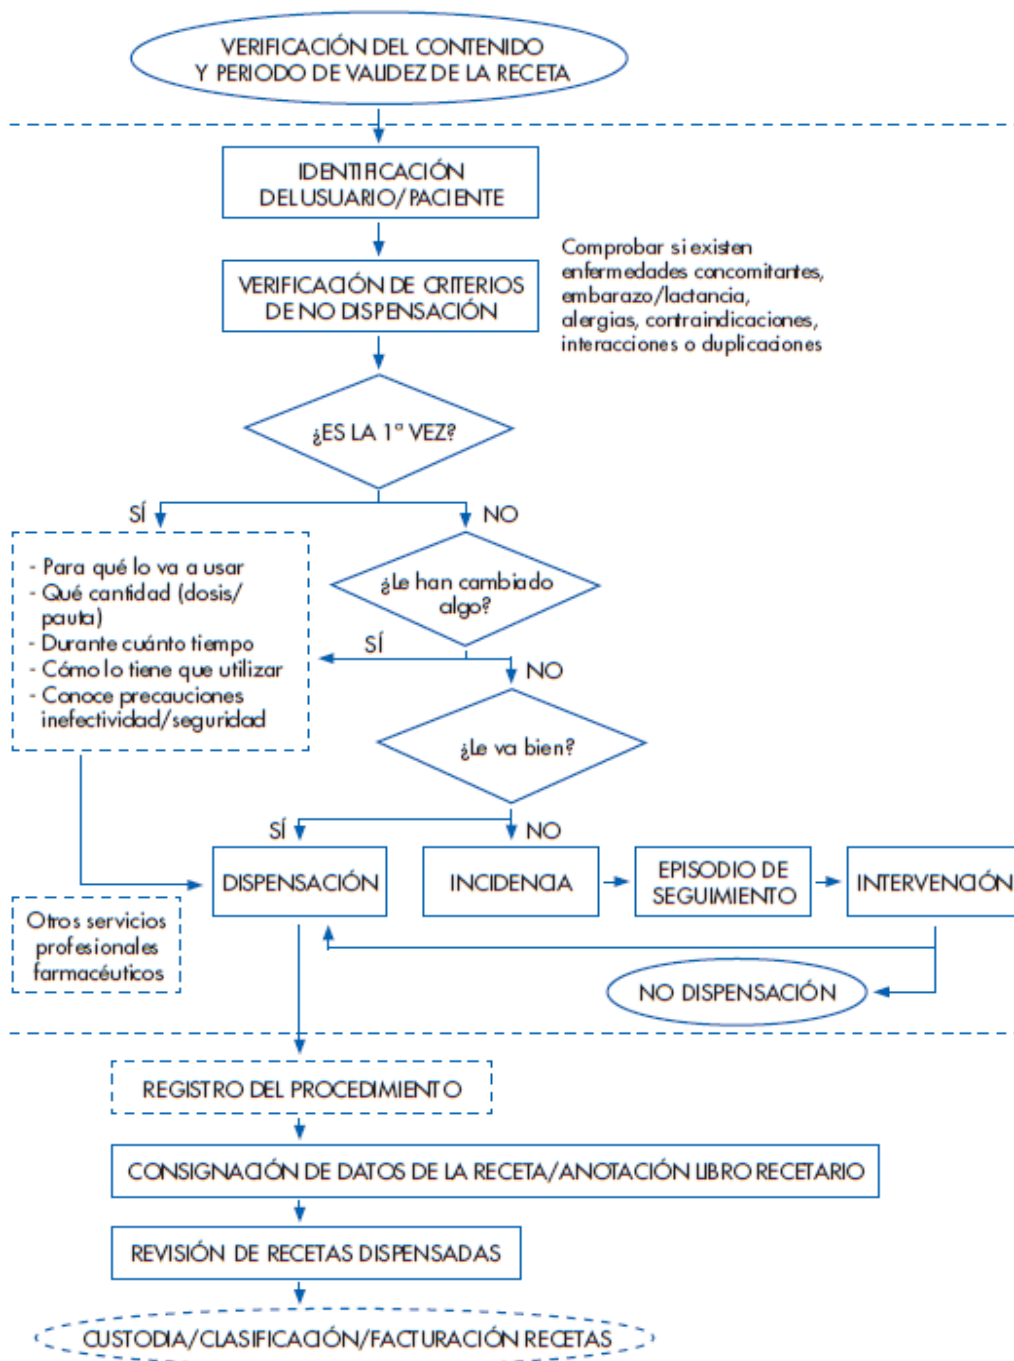 VERIFICACIÓN DEL CONTENIDO
Y PERIODO DE VALIDEZ DE LA RECETA
IDENTIFICACIÓN
DEL USUARIO/PACIENTE
VERIFICACIÓN DE CRITERIOS
DE NO DISPENSACIÓN
Comprobar si existen
enfermedades concomitantes,
embarazo/lactancia,
alergias, contraindicaciones,
interacciones o duplicaciones
¿ES LA 1ª VEZ?
SÍ
NO
- Para qué lo va a usar
- Qué cantidad (dosis/
pauta)
- Durante cuánto tiempo
- Cómo lo tiene que utilizar
- Conoce precauciones
inefectividad/seguridad
¿Le han cambiado
algo?
SÍ
NO
¿Le va bien?
SÍ
NO
DISPENSACIÓN
INCIDENCIA
EPISODIO DE
SEGUIMIENTO
INTERVENCIÓN
Otros servicios
profesionales
farmacéuticos
NO DISPENSACIÓN
REGISTRO DEL PROCEDIMIENTO
CONSIGNACIÓN DE DATOS DE LA RECETA/ANOTACIÓN LIBRO RECETARIO
REVISIÓN DE RECETAS DISPENSADAS
CUSTODIA/CLASIFICACIÓN/FACTURACIÓN RECETAS